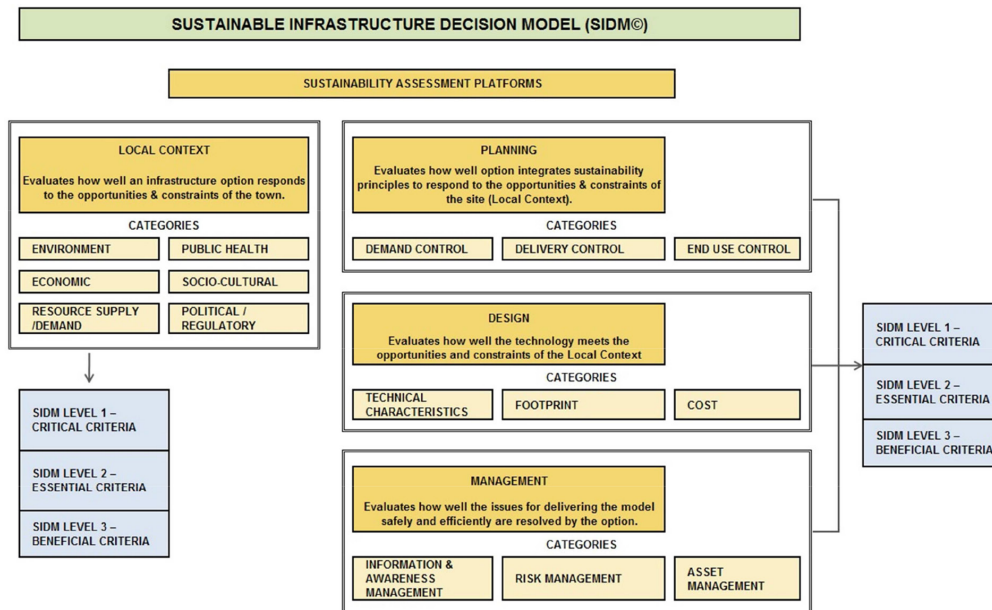 SUSTAINABLE INFRASTRUCTURE DECISION MODEL (SIDM©)
SUSTAINABILITY ASSESSMENT PLATFORMS
LOCAL CONTEXT
Evaluates how well an infrastructure option responds
to the opportunities & constraints of the town.
CATEGORIES
ENVIRONMENT
PUBLIC HEALTH
ECONOMIC
SOCIO-CULTURAL
RESOURCE SUPPLY
/DEMAND
POLITICAL /
REGULATORY
SIDM LEVEL 1 –
CRITICAL CRITERIA
SIDM LEVEL 2 –
ESSENTIAL CRITERIA
SIDM LEVEL 3 –
BENEFICIAL CRITERIA
PLANNING
Evaluates how well option integrates sustainability
principles to respond to the opportunities & constraints of
the site (Local Context).
CATEGORIES
DEMAND CONTROL
DELIVERY CONTROL
END USE CONTROL
DESIGN
Evaluates how well the technology meets the
opportunities and constraints of the Local Context
CATEGORIES
TECHNICAL
CHARACTERISTICS
FOOTPRINT
COST
MANAGEMENT
Evaluates how well the issues for delivering the model
safely and efficiently are resolved by the option.
CATEGORIES
INFORMATION &
AWARENESS
MANAGEMENT
RISK MANAGEMENT
ASSET
MANAGEMENT
SIDM LEVEL 1 –
CRITICAL CRITERIA
SIDM LEVEL 2 –
ESSENTIAL CRITERIA
SIDM LEVEL 3 –
BENEFICIAL CRITERIA